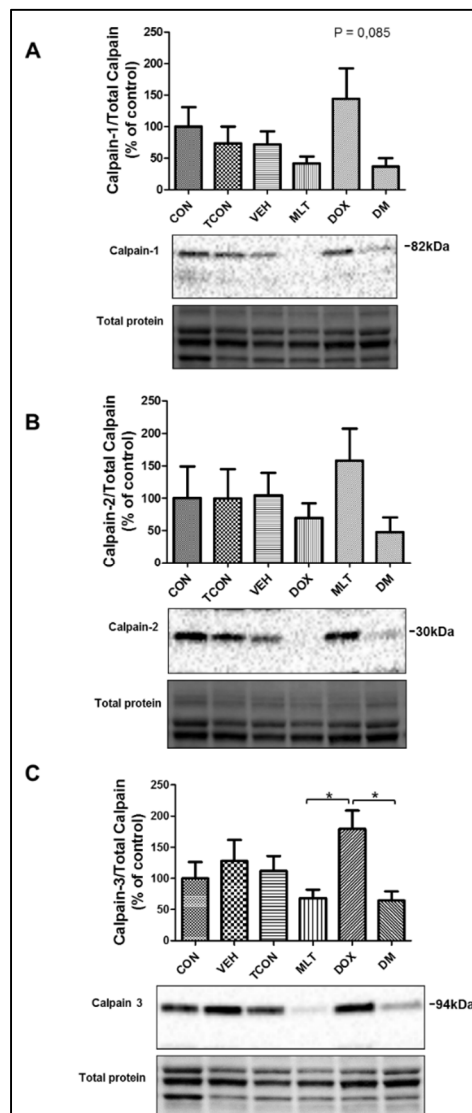 A
P = 0,085
Calpain-1/Total Calpain
(% of control)
250
200
150
100
50
0
CON TCON VEH MLT DOX DM
Calpain-1
-82kDa
Total protein
B
Calpain-2/Total Calpain
(% of control)
250
200
150
100
50
0
CON TCON VEH DOX MLT DM
Calpain-2
-30kDa
Total protein
C
Calpain-3/Total Calpain
(% of control)
250
200
150
100
50
0
* *
CON VEH TCON MLT DOX DM
Calpain 3
-94kDa
Total protein